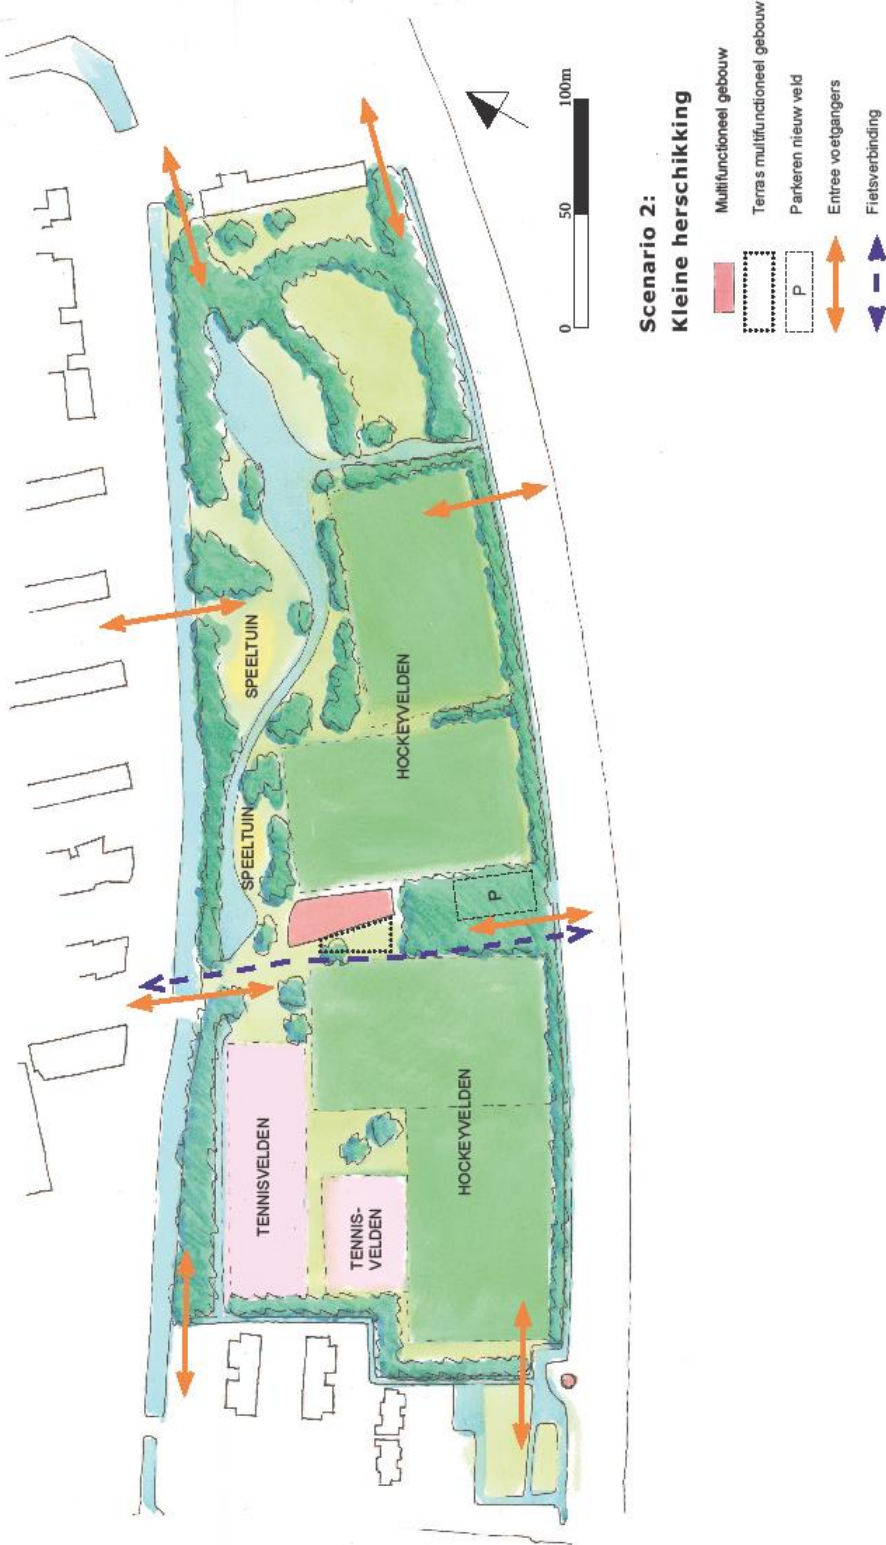 SPEELTUIN
SPEELTUIN
HOCKEYVELDEN
P
TENNISVELDEN
TENNIS-
VELDEN
HOCKEYVELDEN
0 50 100m
Scenario 2:
Kleine herschikking
Multifunctioneel gebouw
Terras multifunctioneel gebouw
P Parkeren nieuw veld
Entree voetgangers
Fietsverbinding